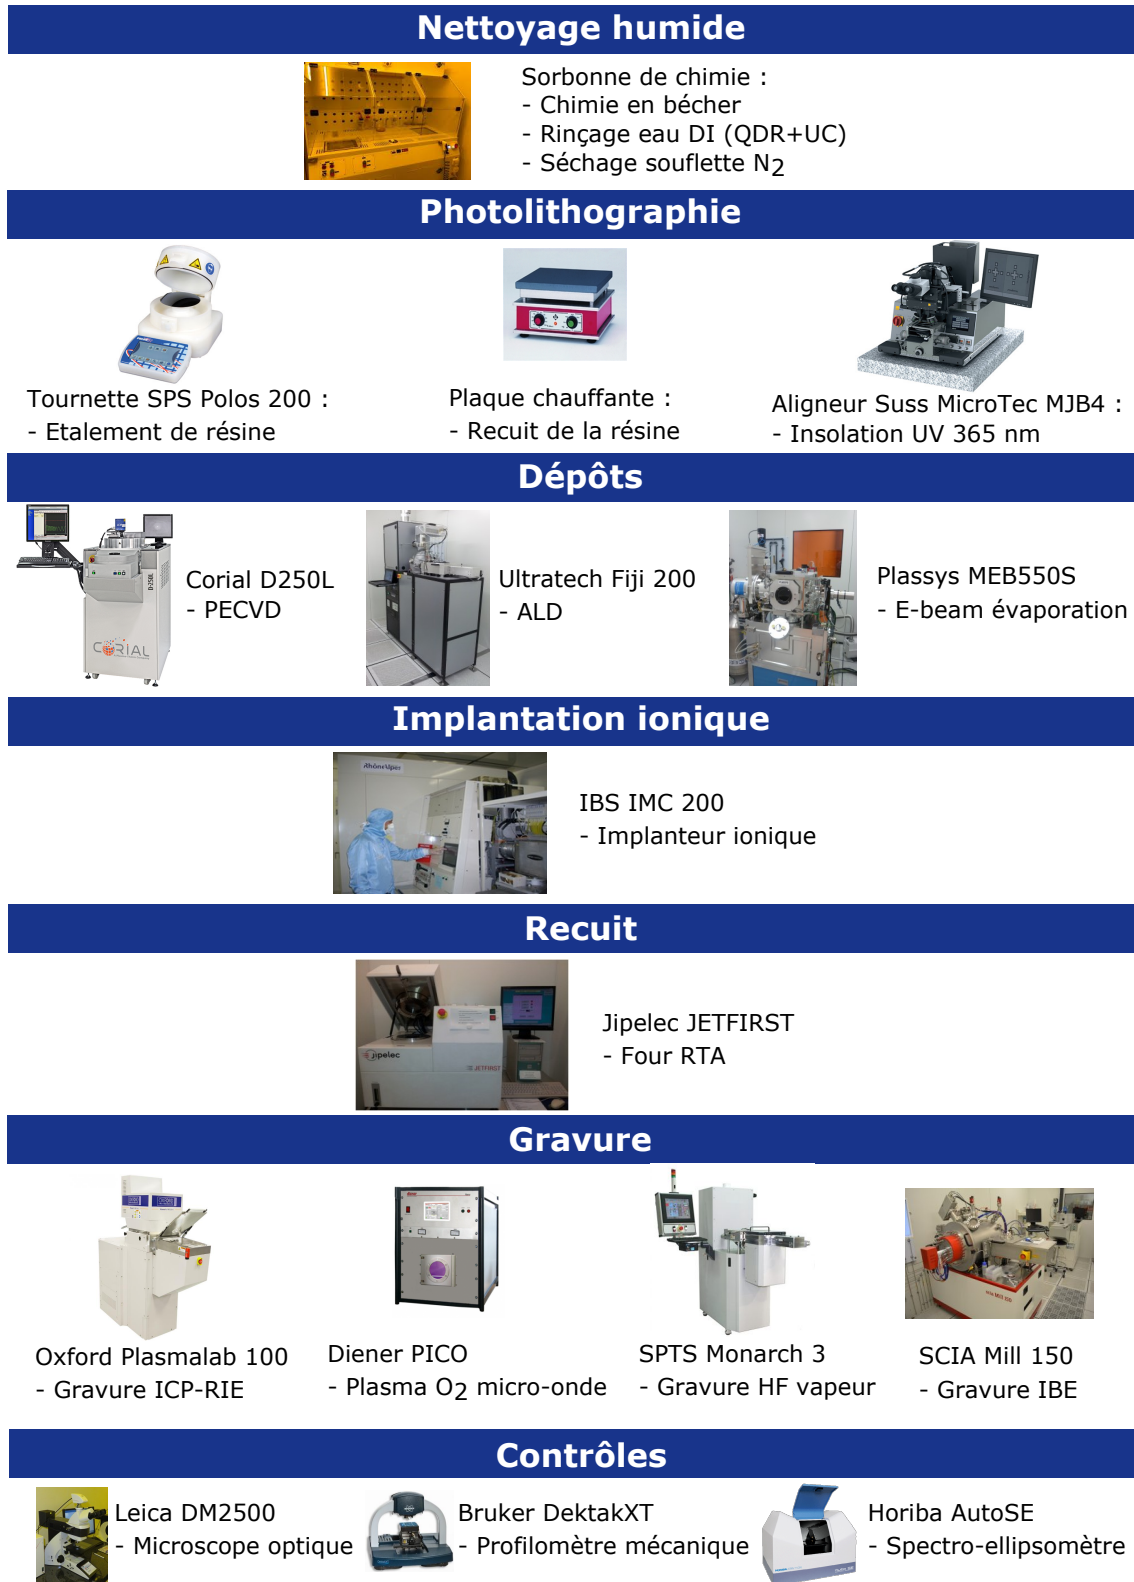 Nettoyage humide
Sorbonne de chimie :
- Chimie en bécher
- Rinçage eau DI (QDR+UC)
- Séchage souflette N2
Photolithographie
Tournette SPS Polos 200 :
- Etalement de résine
Plaque chauffante :
- Recuit de la résine
Aligneur Suss MicroTec MJB4 :
- Insolation UV 365 nm
Dépôts
D-250L
CORIAL
Corial D250L
- PECVD
Ultratech Fiji 200
- ALD
Plassys MEB550S
- E-beam évaporation
Implantation ionique
RhôneAlpes
IBS IMC 200
- Implanteur ionique
Recuit
jipelec
JETFIRST
Jipelec JETFIRST
- Four RTA
Gravure
Oxford Plasmalab 100
- Gravure ICP-RIE
Diener PICO
- Plasma O2 micro-onde
SPTS Monarch 3
- Gravure HF vapeur
SCIA Mill 150
- Gravure IBE
Contrôles
Leica DM2500
- Microscope optique
Bruker DektakXT
- Profilomètre mécanique
Horiba AutoSE
- Spectro-ellipsomètre